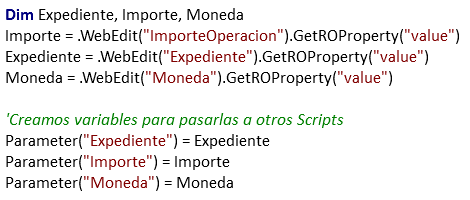 Dim Expediente, Importe, Moneda
Importe = .WebEdit("ImporteOperacion").GetROProperty("value")
Expediente = .WebEdit("Expediente").GetROProperty("value")
Moneda = .WebEdit("Moneda").GetROProperty("value")
'Creamos variables para pasarlas a otros Scripts
Parameter("Expediente") = Expediente
Parameter("Importe") = Importe
Parameter("Moneda") = Moneda